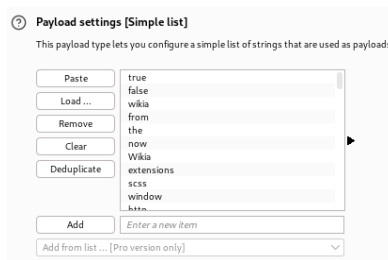 Payload settings [Simple list]
This payload type lets you configure a simple list of strings that are used as payloads
Paste
Load ...
Remove
Clear
Deduplicate
true
false
wikia
from
the
now
Wikia
extensions
scss
window
http
Add
Enter a new item
Add from list ... [Pro version only]